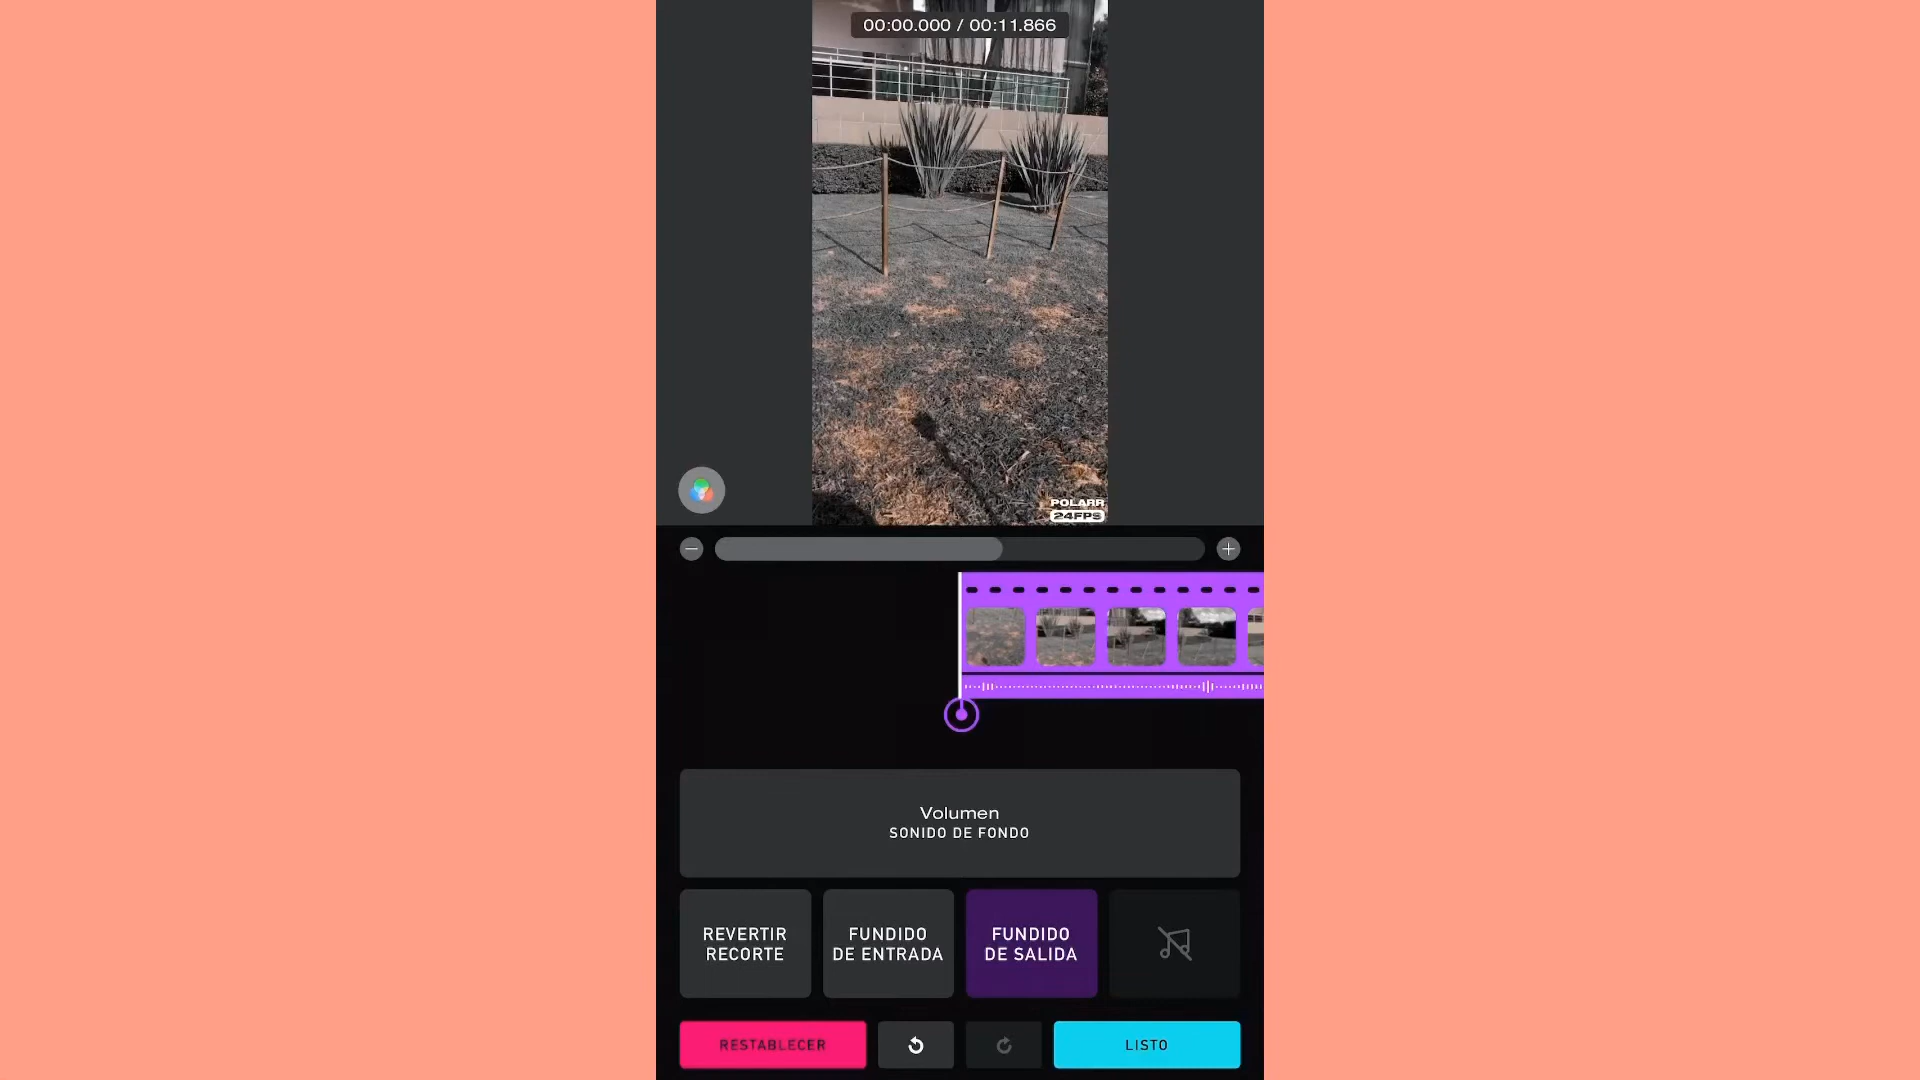 00:00.000 / 00:11.866
POLARR
24FPS
Volumen
SONIDO DE FONDO
REVERTIR
RECORTE
FUNDIDO
DE ENTRADA
FUNDIDO
DE SALIDA
RESTABLECER
LISTO